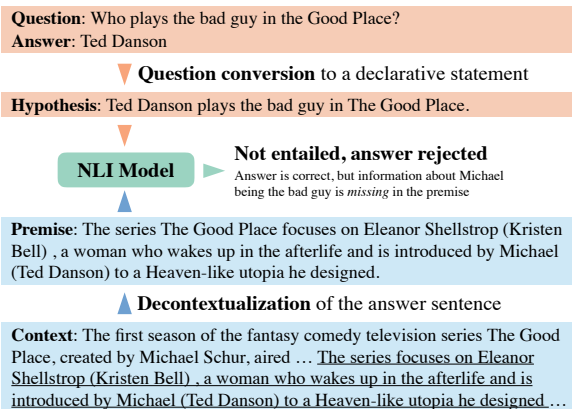 Question: Who plays the bad guy in the Good Place?
Answer: Ted Danson
Question conversion to a declarative statement
Hypothesis: Ted Danson plays the bad guy in The Good Place.
NLI Model
Not entailed, answer rejected
Answer is correct, but information about Michael
being the bad guy is missing in the premise
Premise: The series The Good Place focuses on Eleanor Shellstrop (Kristen
Bell) , a woman who wakes up in the afterlife and is introduced by Michael
(Ted Danson) to a Heaven-like utopia he designed.
Decontextualization of the answer sentence
Context: The first season of the fantasy comedy television series The Good
Place, created by Michael Schur, aired … The series focuses on Eleanor
Shellstrop (Kristen Bell) , a woman who wakes up in the afterlife and is
introduced by Michael (Ted Danson) to a Heaven-like utopia he designed …